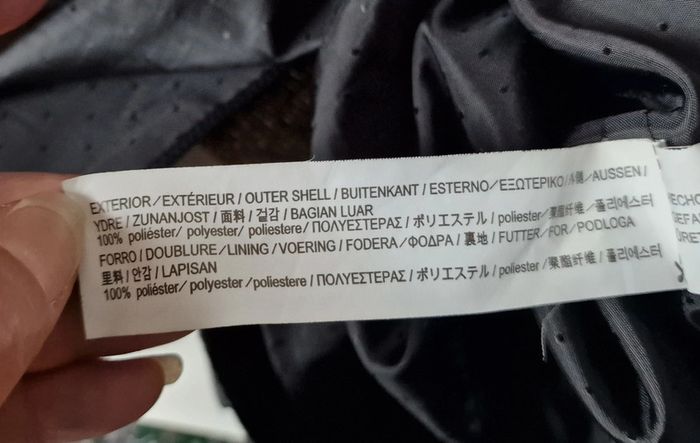 EXTERIOR/EXTÉRIEUR / OUTER SHELL / BUITENKANT / ESTERNO/ΕΞΩΤΕΡΙΚΟ/外側/AUSSEN/
YDRE / ZUNANJOST / 面料 / 겉감 / BAGIAN LUAR
100% poliéster/ polyester/ poliestere/ΠΟΛΥΕΣΤΕΡΑΣ / ポリエステル / poliester/聚酯纤维 / 폴리에스터
FORRO / DOUBLURE / LINING / VOERING / FODERA/ΦΟΔΡΑ / 裏地 / FUTTER/FOR/PODLOGA
里料 / 안감 / LAPISAN
100% poliéster/ polyester/poliestere / ΠΟΛΥΕΣΤΕΡΑΣ / ポリエステル / poliester /聚酯纤维 / 폴리에스터